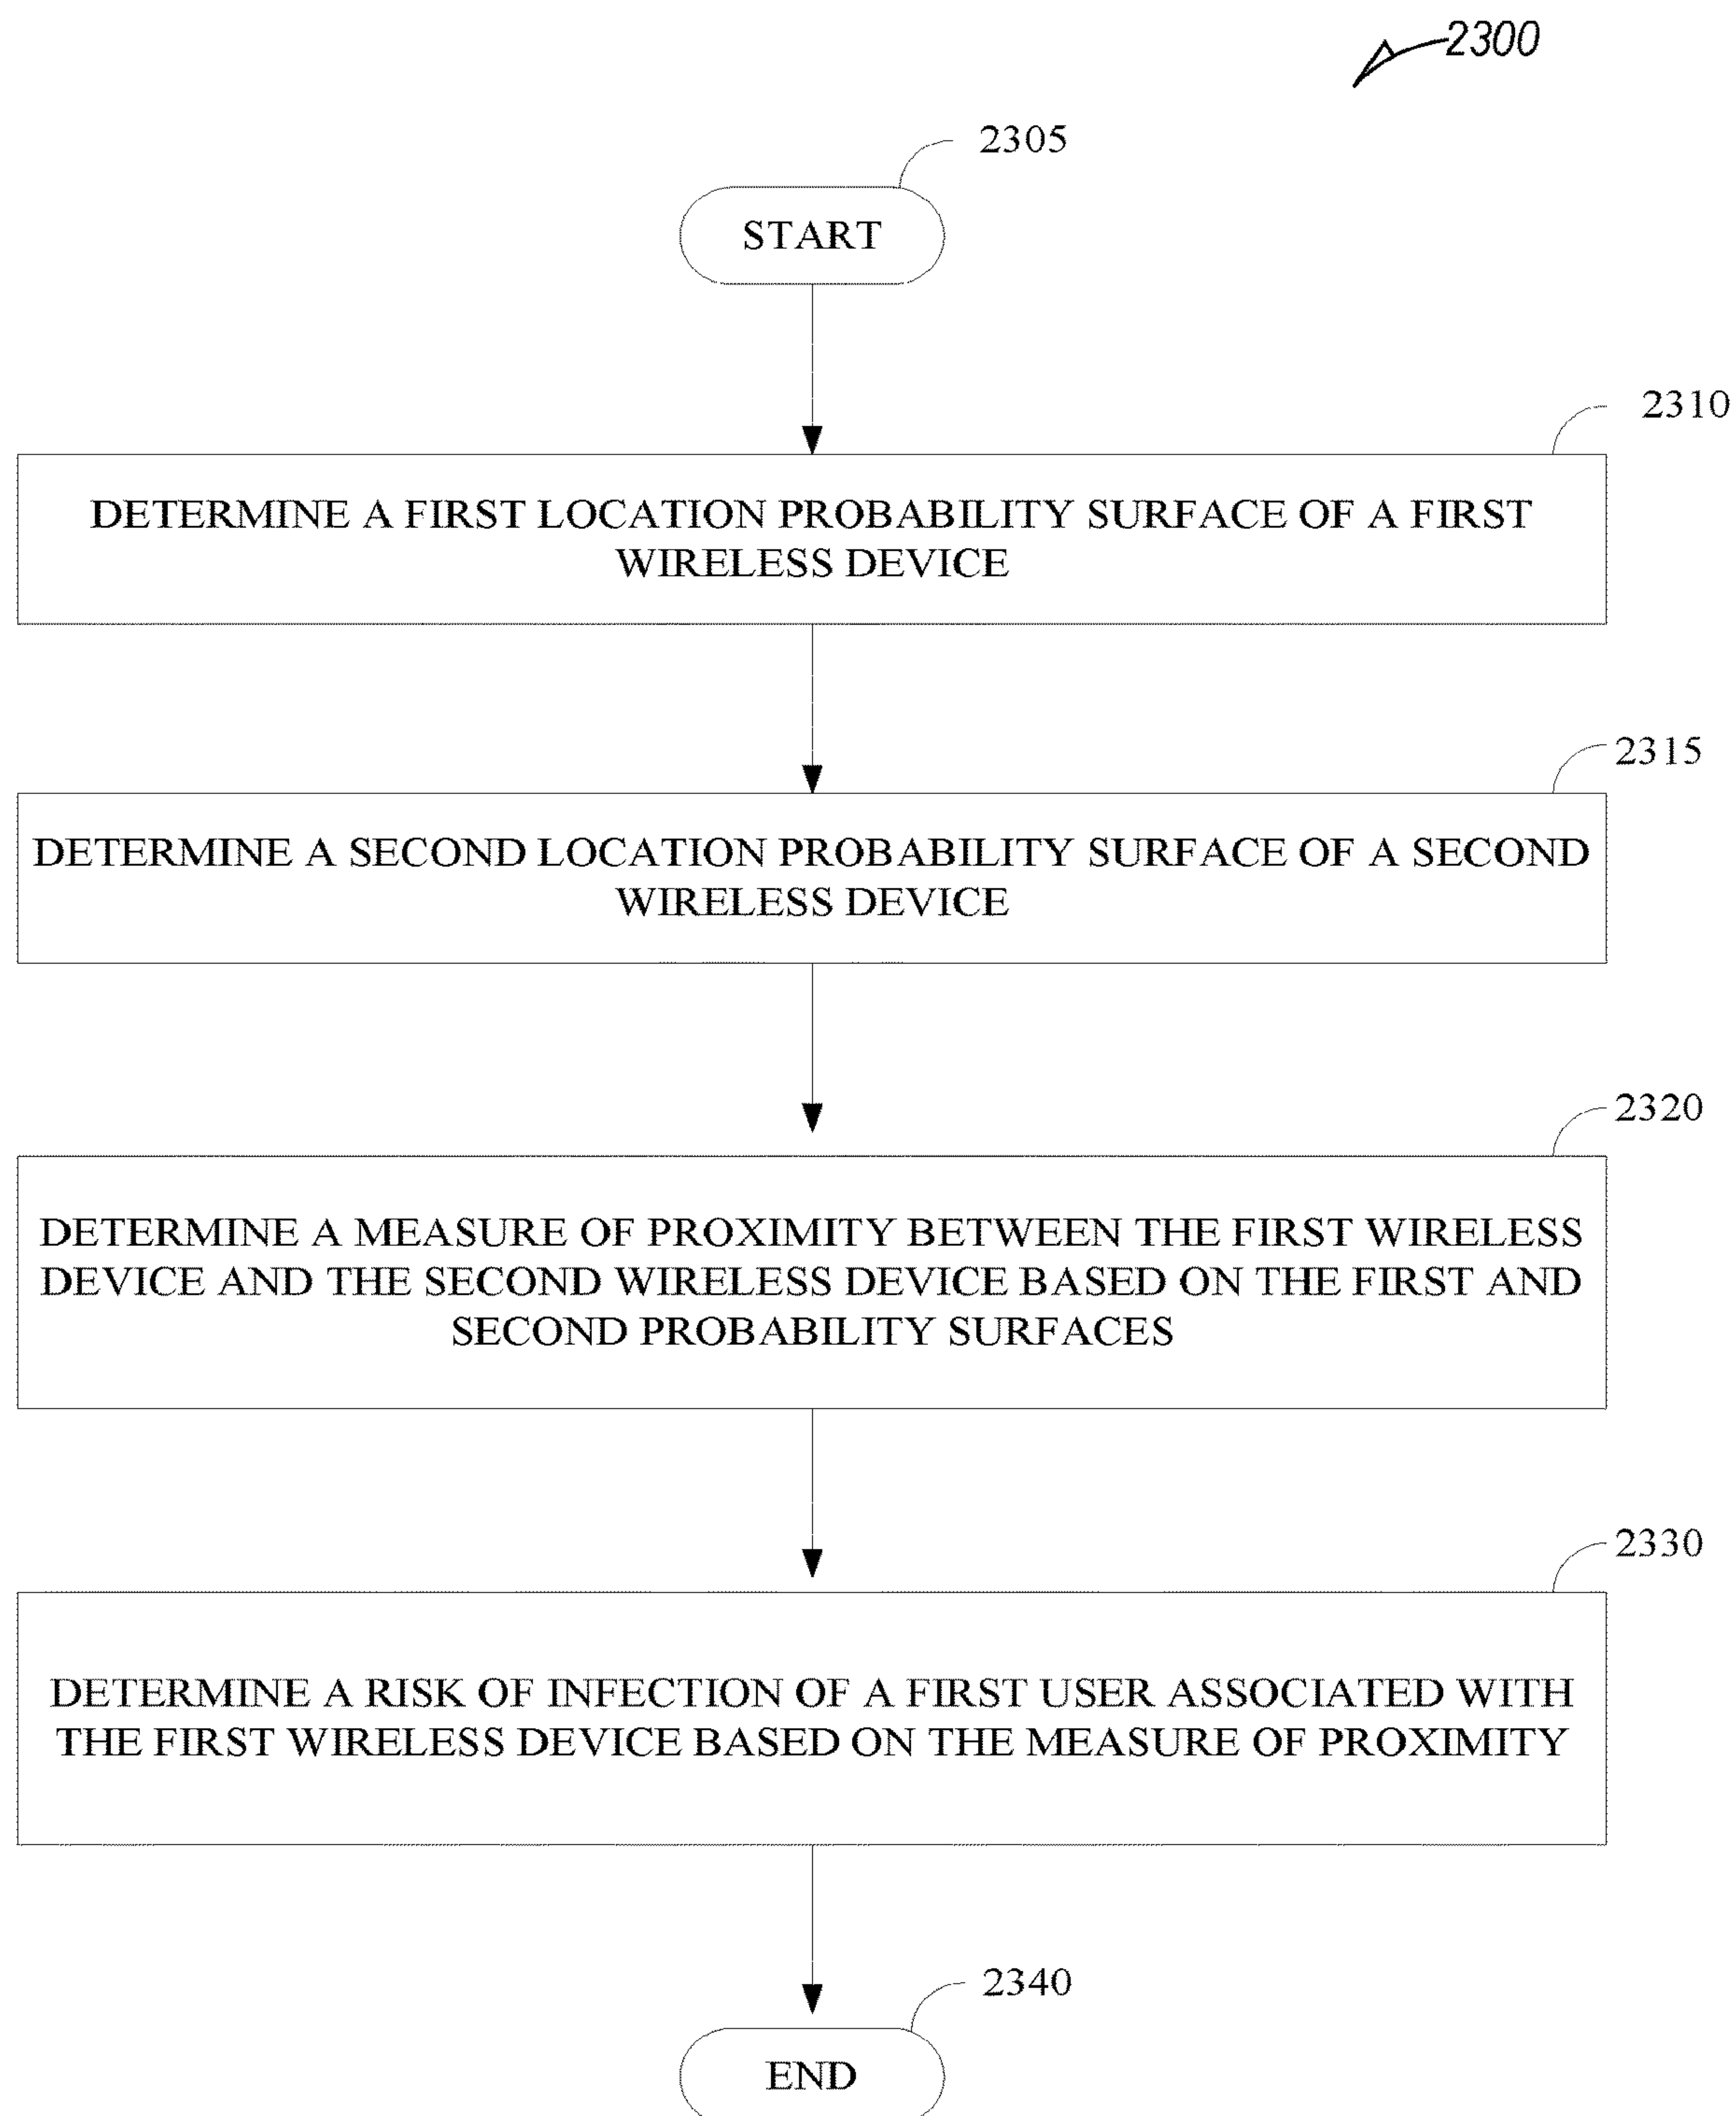 2300
2305
START
2310
DETERMINE A FIRST LOCATION PROBABILITY SURFACE OF A FIRST
WIRELESS DEVICE
2315
DETERMINE A SECOND LOCATION PROBABILITY SURFACE OF A SECOND
WIRELESS DEVICE
2320
DETERMINE A MEASURE OF PROXIMITY BETWEEN THE FIRST WIRELESS
DEVICE AND THE SECOND WIRELESS DEVICE BASED ON THE FIRST AND
SECOND PROBABILITY SURFACES
2330
DETERMINE A RISK OF INFECTION OF A FIRST USER ASSOCIATED WITH
THE FIRST WIRELESS DEVICE BASED ON THE MEASURE OF PROXIMITY
2340
END